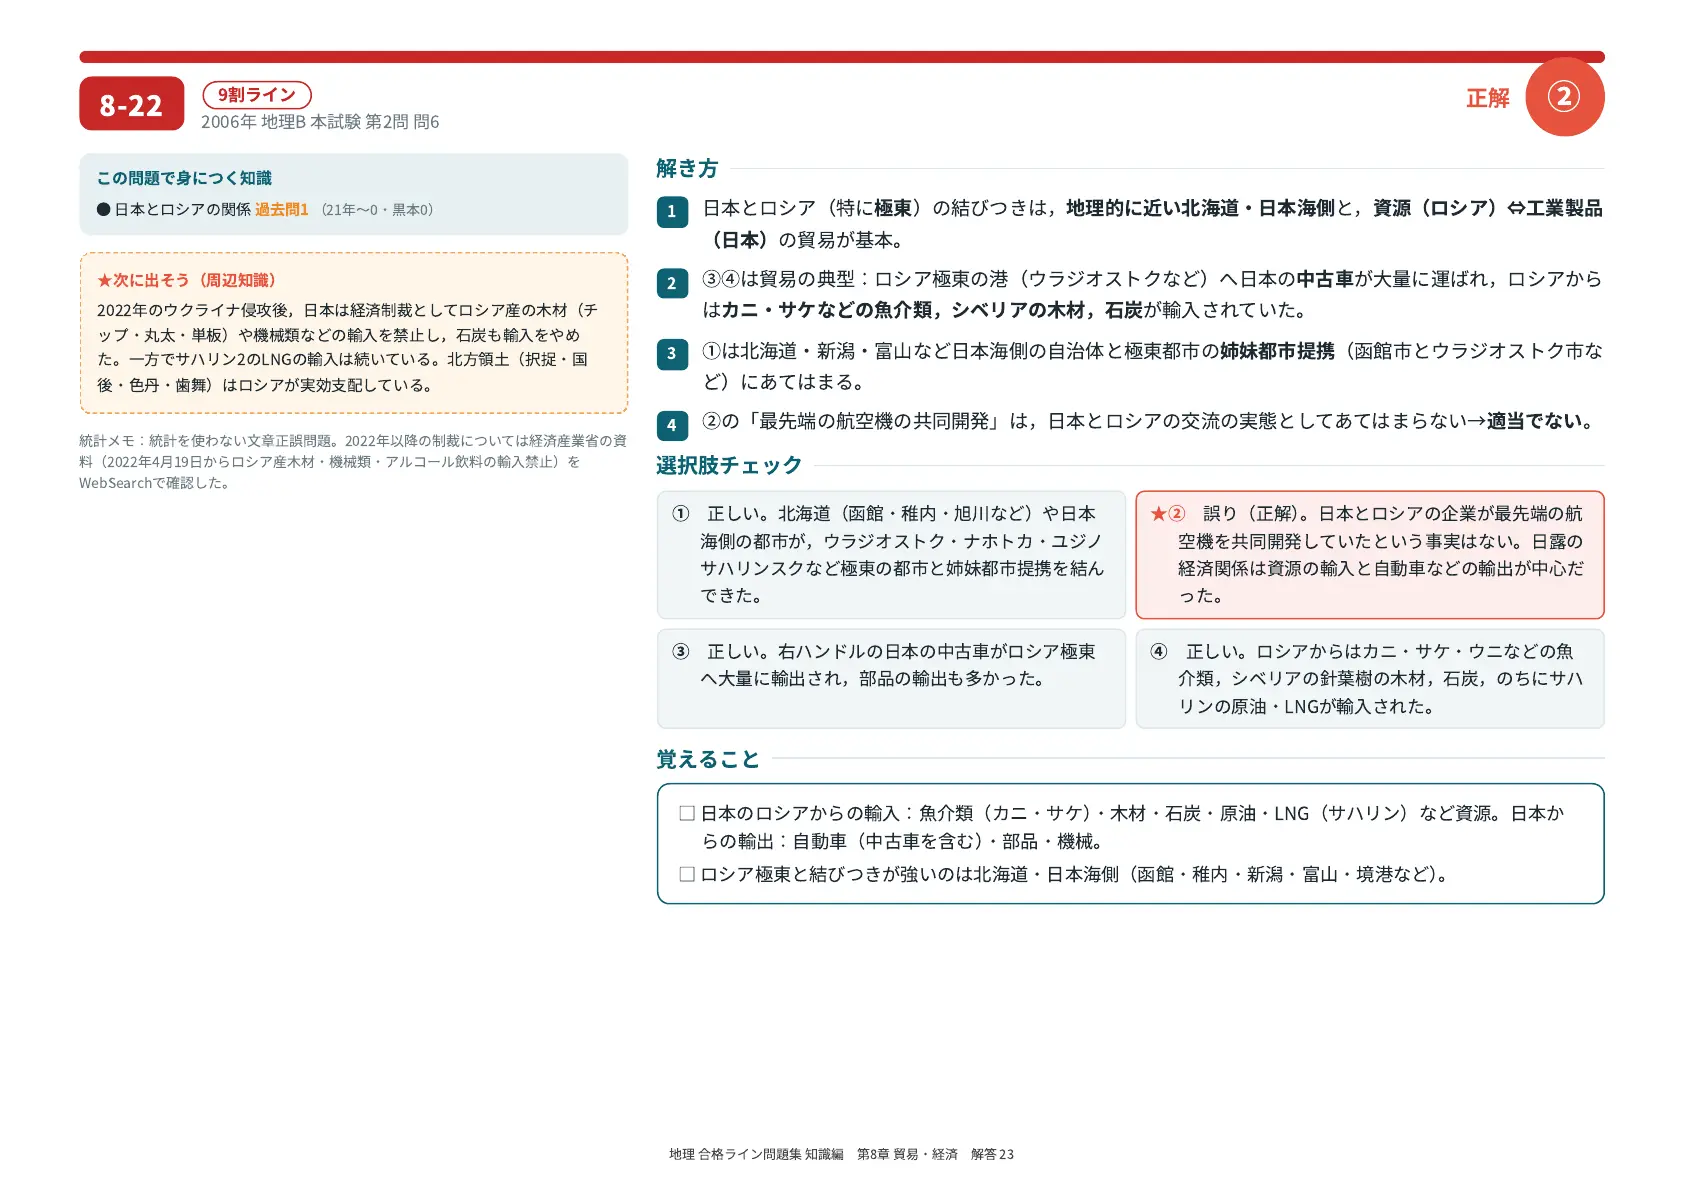 8-22
9割ライン
2006年 地理B 本試験 第2問 問6
正解
②
この問題で身につく知識
●日本とロシアの関係 過去問1 （21年〜0・黒本0）
★次に出そう（周辺知識）
2022年のウクライナ侵攻後，日本は経済制裁としてロシア産の木材（チ
ップ・丸太・単板）や機械類などの輸入を禁止し，石炭も輸入をやめ
た。一方でサハリン2のLNGの輸入は続いている。北方領土（択捉・国
後・色丹・歯舞）はロシアが実効支配している。
統計メモ：統計を使わない文章正誤問題。2022年以降の制裁については経済産業省の資
料（2022年4月19日からロシア産木材・機械類・アルコール飲料の輸入禁止）を
WebSearchで確認した。
解き方
1 日本とロシア（特に極東）の結びつきは，地理的に近い北海道・日本海側と，資源（ロシア）⇔工業製品
（日本）の貿易が基本。
2 ③④は貿易の典型：ロシア極東の港（ウラジオストクなど）へ日本の中古車が大量に運ばれ，ロシアから
はカニ・サケなどの魚介類，シベリアの木材，石炭が輸入されていた。
3 ①は北海道・新潟・富山など日本海側の自治体と極東都市の姉妹都市提携（函館市とウラジオストク市な
ど）にあてはまる。
4 ②の「最先端の航空機の共同開発」は，日本とロシアの交流の実態としてあてはまらない→適当でない。
選択肢チェック
① 正しい。北海道（函館・稚内・旭川など）や日本
海側の都市が，ウラジオストク・ナホトカ・ユジノ
サハリンスクなど極東の都市と姉妹都市提携を結ん
できた。
★② 誤り（正解）。日本とロシアの企業が最先端の航
空機を共同開発していたという事実はない。日露の
経済関係は資源の輸入と自動車などの輸出が中心だ
った。
③ 正しい。右ハンドルの日本の中古車がロシア極東
へ大量に輸出され，部品の輸出も多かった。
④ 正しい。ロシアからはカニ・サケ・ウニなどの魚
介類，シベリアの針葉樹の木材，石炭，のちにサハ
リンの原油・LNGが輸入された。
覚えること
□ 日本のロシアからの輸入：魚介類（カニ・サケ）・木材・石炭・原油・LNG（サハリン）など資源。日本か
らの輸出：自動車（中古車を含む）・部品・機械。
□ ロシア極東と結びつきが強いのは北海道・日本海側（函館・稚内・新潟・富山・境港など）。
地理 合格ライン問題集 知識編 第8章 貿易・経済 解答 23